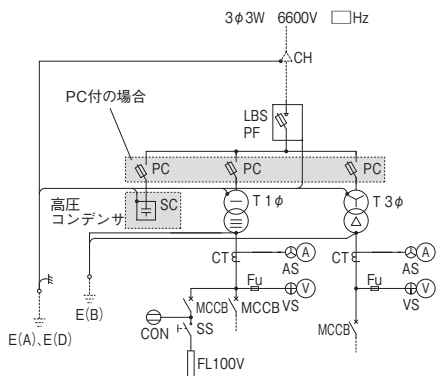 3φ3W 6600V □Hz
CH
PC付の場合
LBS
PF
PC
PC
PC
高圧
コンデンサ
SC
T 1φ
T 3φ
CT
A
AS
CT
A
AS
Fu
V
VS
Fu
V
VS
E(B)
MCCB
MCCB
MCCB
CON
SS
E(A)、E(D)
FL100V